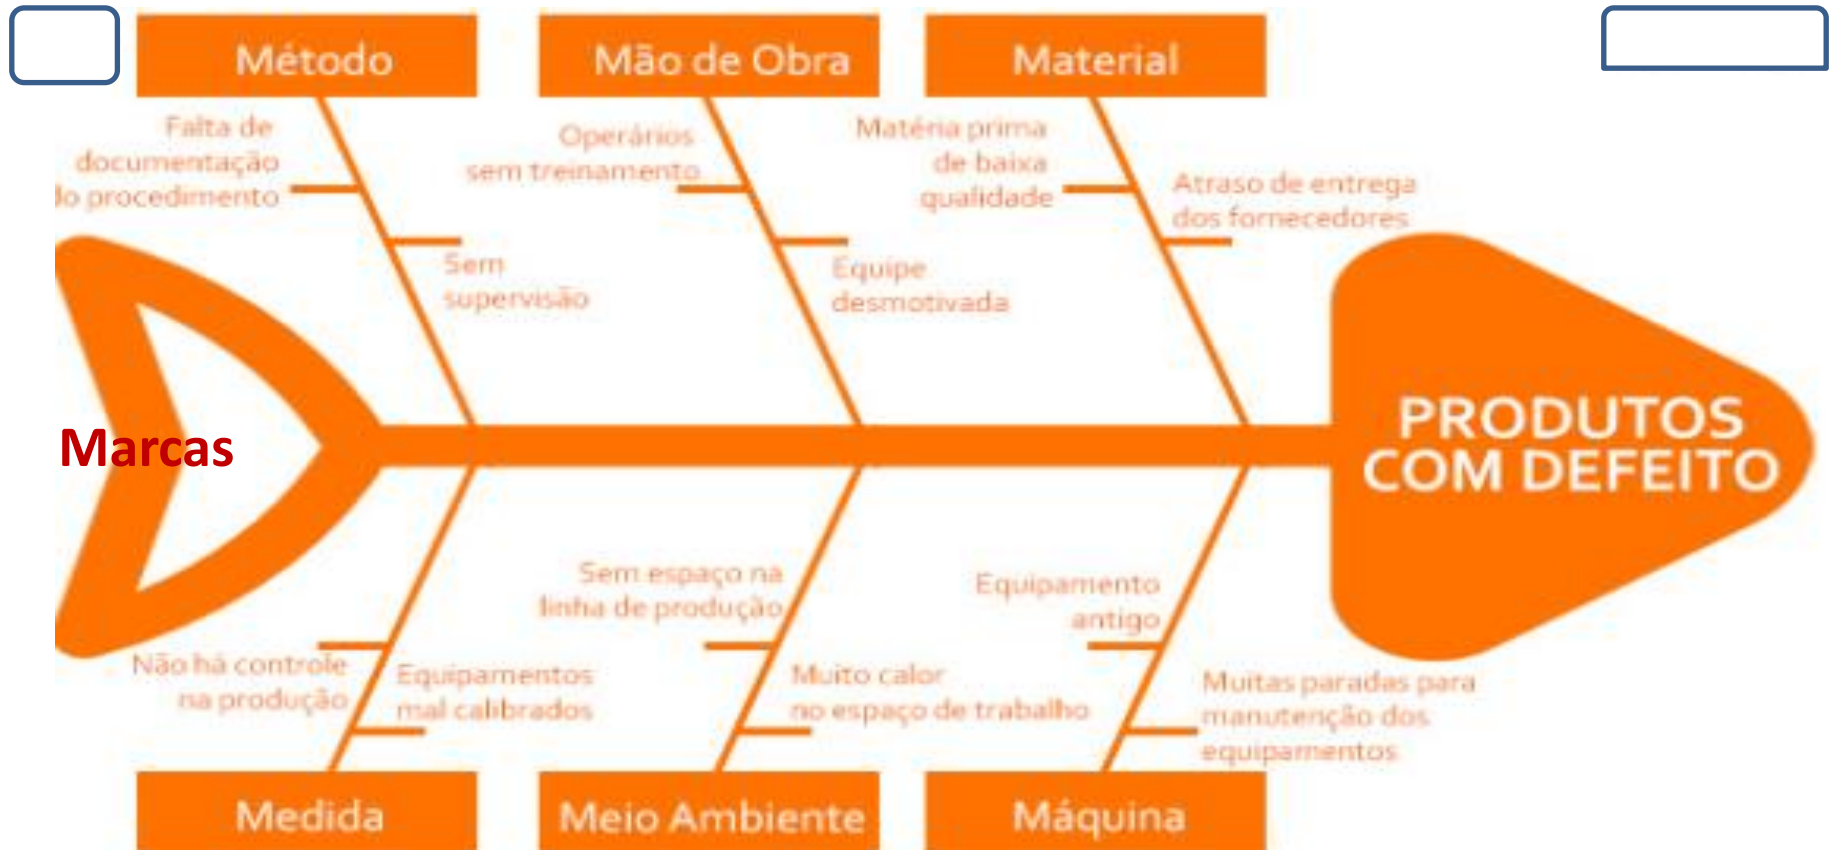 Método
Mão de Obra
Material
Falta de
documentação
do procedimento
Sem
supervisão
Operários
sem treinamento
Equipe
desmotivada
Matéria prima
de baixa
qualidade
Atraso de entrega
dos fornecedores
Marcas
PRODUTOS
COM DEFEITO
Não há controle
na produção
Equipamentos
mal calibrados
Sem espaço na
linha de produção
Muito calor
no espaço de trabalho
Equipamento
antigo
Muitas paradas para
manutenção dos
equipamentos
Medida
Meio Ambiente
Máquina